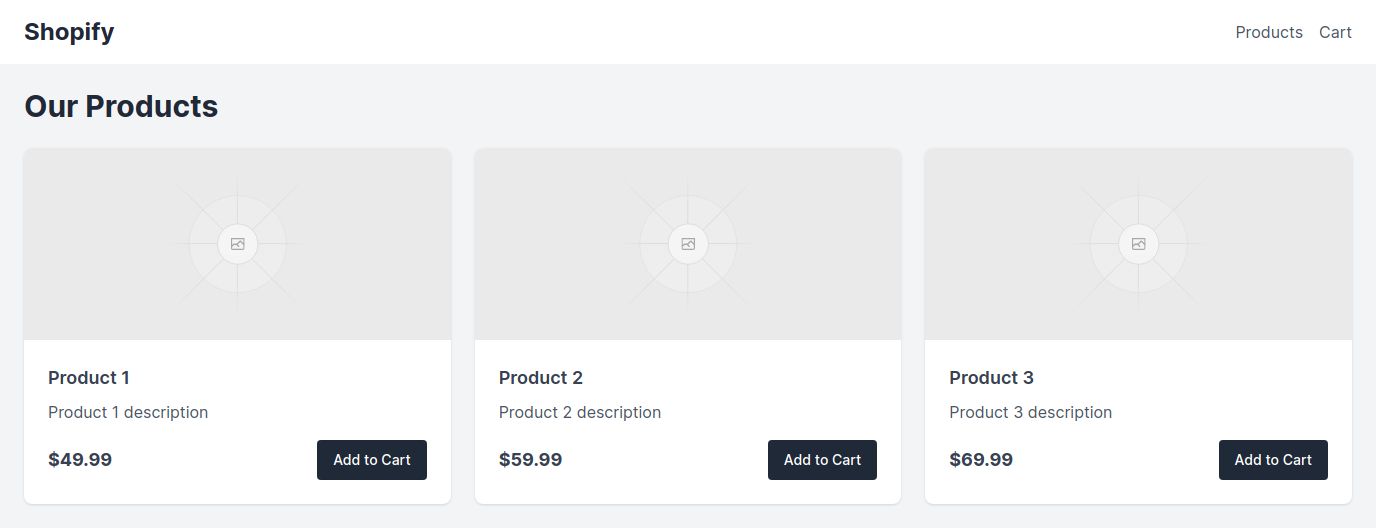 Shopify
Products Cart
Our Products
Product 1
Product 1 description
$49.99
Add to Cart
Product 2
Product 2 description
$59.99
Add to Cart
Product 3
Product 3 description
$69.99
Add to Cart